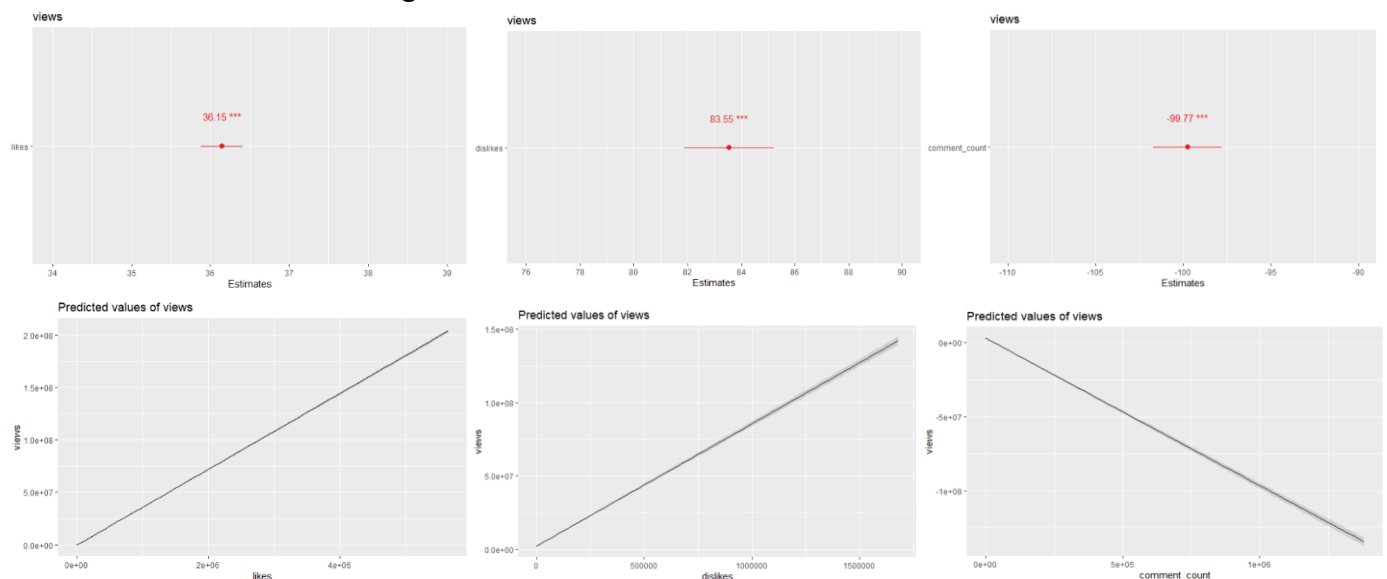 views
36.15 ***
likes
34 35 36 37 38 39
Estimates
views
83.55 ***
dislikes
76 78 80 82 84 86 88 90
Estimates
views
-99.77 ***
comment_count
-110 -105 -100 -95 -90
Estimates
Predicted values of views
2.0e+08
1.5e+08
1.0e+08
5.0e+07
0.0e+00
views
0e+00 2e+06 4e+06
likes
Predicted values of views
1.5e+08
1.0e+08
5.0e+07
0.0e+00
views
0 500000 1000000 1500000
dislikes
Predicted values of views
0e+00
-5e+07
-1e+08
views
0e+00 5e+05 1e+06
comment_count